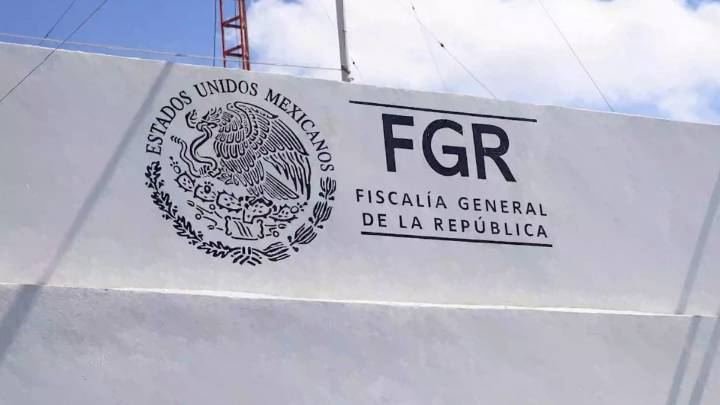 ESTADOS UNIDOS MEXICANOS
FGR
FISCALÍA GENERAL
DE LA REPÚBLICA